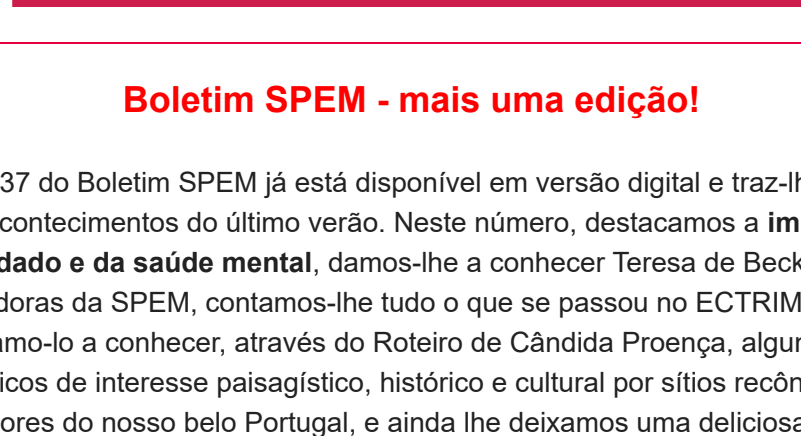 Boletim SPEM - mais uma edição!
37 do Boletim SPEM já está disponível em versão digital e traz-lh
contecimentos do último verão. Neste número, destacamos a im
dado e da saúde mental, damos-lhe a conhecer Teresa de Beck
doras da SPEM, contamos-lhe tudo o que se passou no ECTRIM
amo-lo a conhecer, através do Roteiro de Cândida Proença, algun
icos de interesse paisagístico, histórico e cultural por sítios recôn
ores do nosso belo Portugal, e ainda lhe deixamos uma deliciosa